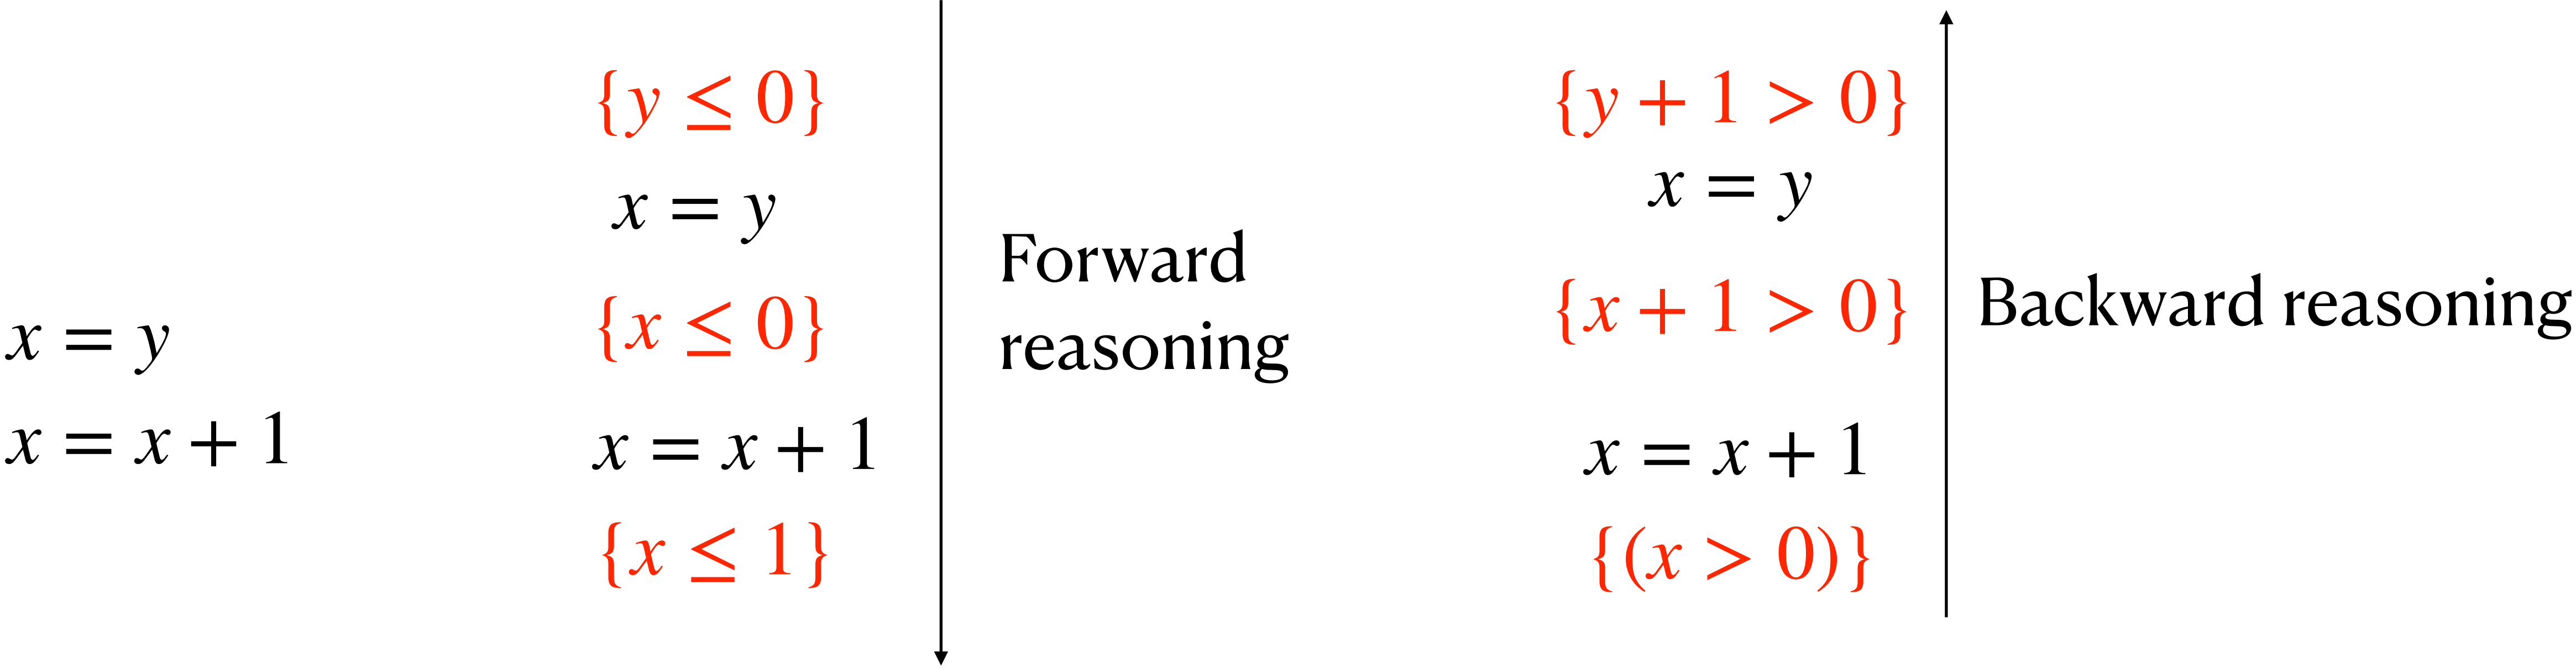 x = y
x = x + 1
{y ≤ 0}
x = y
{x ≤ 0}
x = x + 1
{x ≤ 1}
Forward
reasoning
{y + 1 > 0}
x = y
{x + 1 > 0}
x = x + 1
{(x > 0)}
Backward reasoning